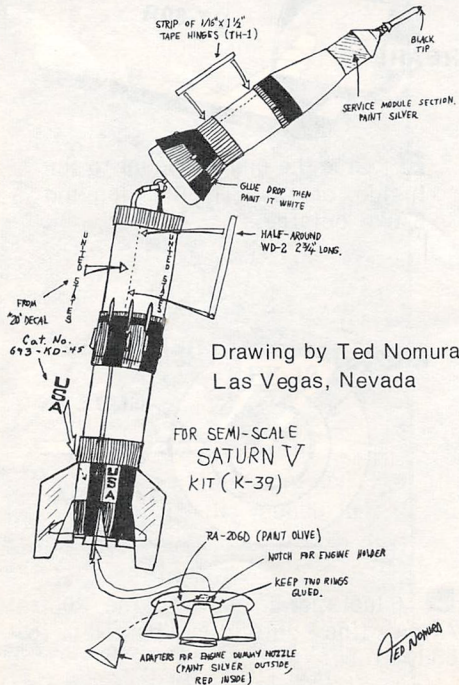 STRIP OF 1/16" X 1 1/2"
TAPE HINGES (TH-1)
BLACK
TIP
SERVICE MODULE SECTION.
PAINT SILVER
GLUE DROP THEN
PAINT IT WHITE
HALF-AROUND
WD-2 2 3/4" LONG.
UNITED STATES
UNITED STATES
FROM
"20" DECAL
Cat. No.
693-KD-45
USA
USA
Drawing by Ted Nomura
Las Vegas, Nevada
FOR SEMI-SCALE
SATURN V
KIT (K-39)
RA-206D (PAINT OLIVE)
NOTCH FOR ENGINE HOLDER
KEEP TWO RINGS
GLUED.
ADAPTERS FOR ENGINE DUMMY NOZZLE
(PAINT SILVER OUTSIDE,
RED INSIDE)
TED NOMURA